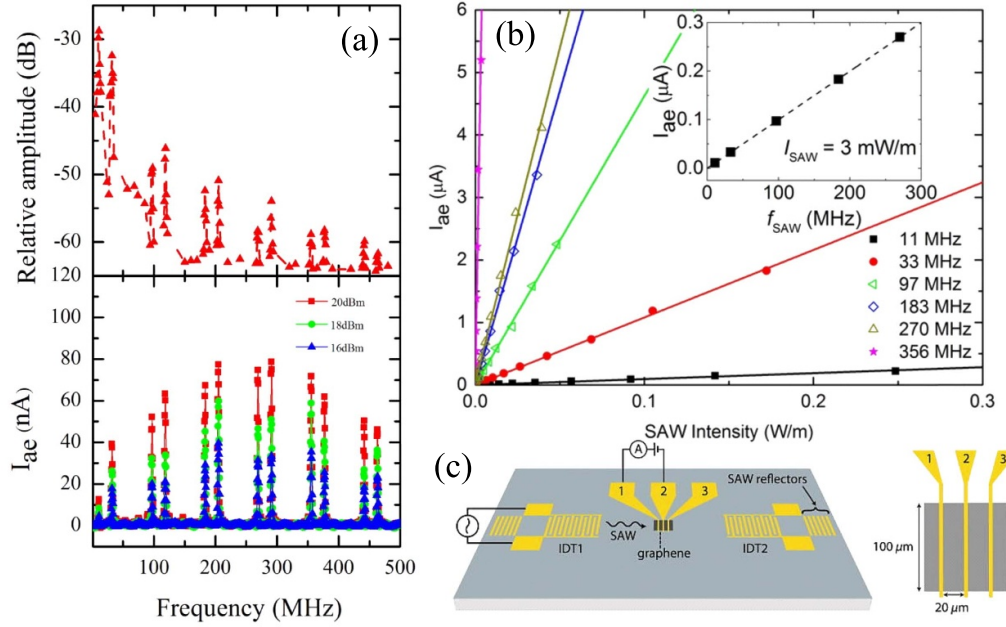 (a)
Relative amplitude (dB)
-30
-40
-50
-60
120
100
80
60
40
20
0
I_ae (nA)
20dBm
18dBm
16dBm
100 200 300 400 500
Frequency (MHz)
(b)
6
5
4
3
2
1
0
I_ae (µA)
0.0 0.1 0.2 0.3
SAW Intensity (W/m)
0.3
0.2
0.1
0.0
I_ae (µA)
I_SAW = 3 mW/m
0 100 200 300
f_SAW (MHz)
11 MHz
33 MHz
97 MHz
183 MHz
270 MHz
356 MHz
(c)
A
1 2 3
SAW reflectors
IDT1
SAW
graphene
IDT2
1 2 3
100 µm
20 µm